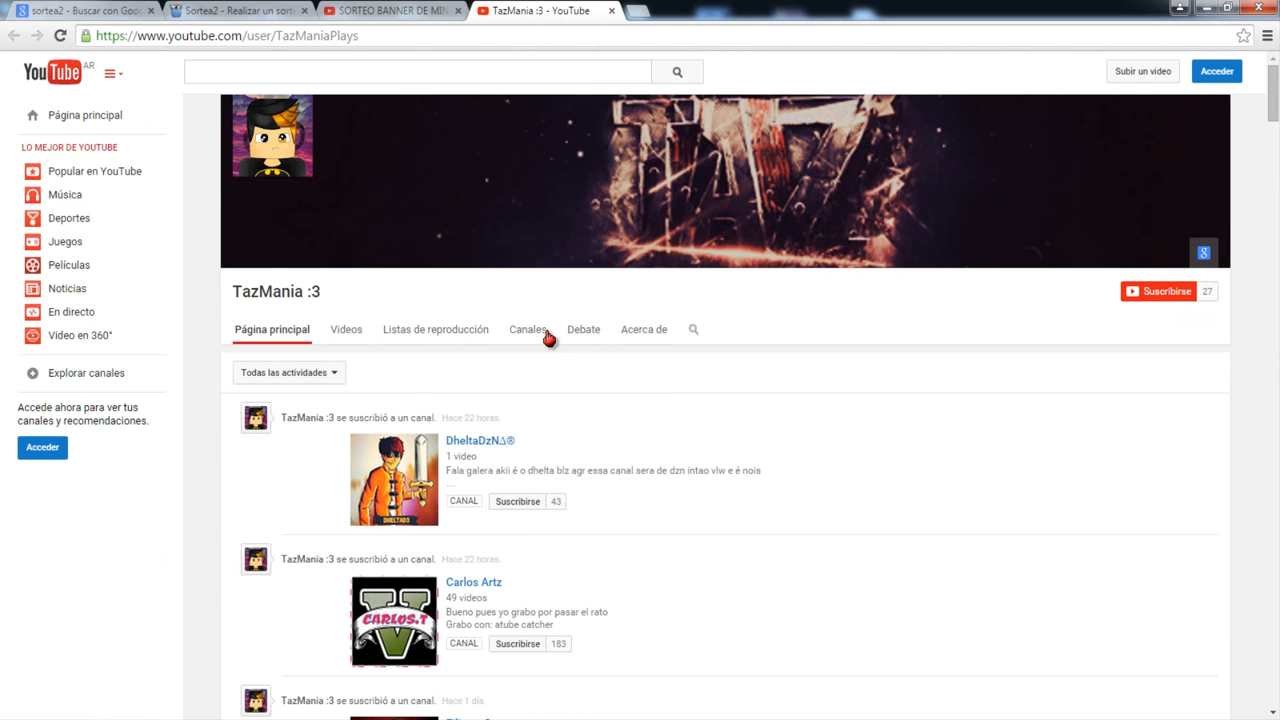 sortea2 - Buscar con Goo
Sortea2 - Realizar un sort
SORTEO BANNER DE MIN
TazMania :3 - YouTube
https://www.youtube.com/user/TazManiaPlays
YouTube AR
Subir un video
Acceder
Página principal
LO MEJOR DE YOUTUBE
Popular en YouTube
Música
Deportes
Juegos
Películas
Noticias
En directo
Video en 360°
Explorar canales
Accede ahora para ver tus
canales y recomendaciones.
Acceder
TAZ
TazMania :3
Suscribirse 27
Página principal Videos Listas de reproducción Canales Debate Acerca de
Todas las actividades
TazMania :3 se suscribió a un canal. Hace 22 horas.
DheltaDzN∆®
1 video
Fala galera akii é o dhelta blz agr essa canal sera de dzn intao vlw e é nois
...
CANAL Suscribirse 43
TazMania :3 se suscribió a un canal. Hace 22 horas.
CARLOS.T
Carlos Artz
49 videos
Bueno pues yo grabo por pasar el rato
Grabo con: atube catcher
CANAL Suscribirse 183
TazMania :3 se suscribió a un canal. Hace 1 día.